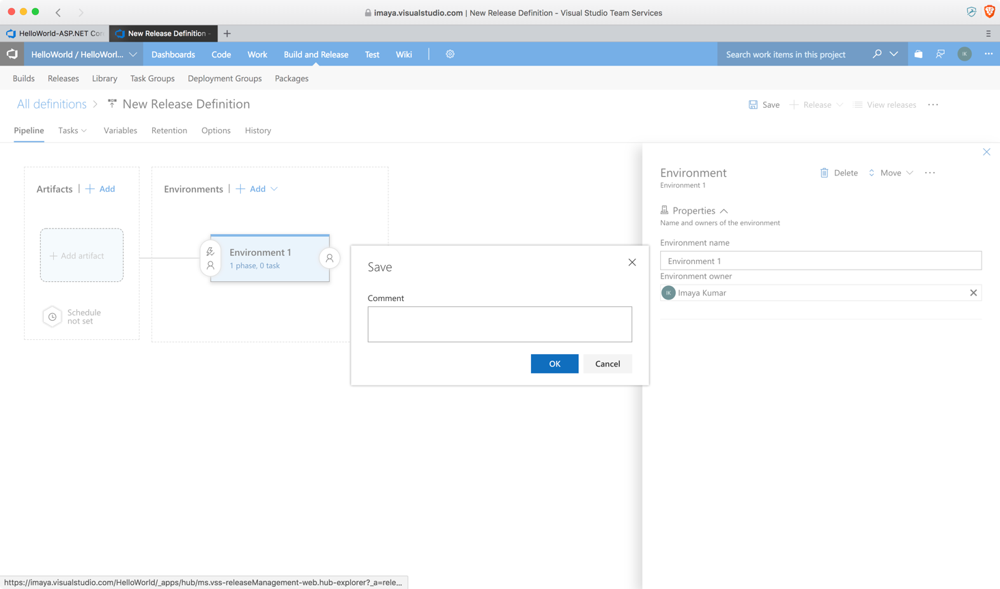 imaya.visualstudio.com | New Release Definition - Visual Studio Team Services
HelloWorld-ASP.NET Cor
New Release Definition -
HelloWorld / HelloWorl...
Dashboards
Code
Work
Build and Release
Test
Wiki
Search work items in this project
IK
Builds
Releases
Library
Task Groups
Deployment Groups
Packages
All definitions > New Release Definition
Save
Release
View releases
Pipeline
Tasks
Variables
Retention
Options
History
Artifacts | + Add
Environments | + Add
Environment
Delete
Move
Environment 1
Properties
Name and owners of the environment
+ Add artifact
Environment 1
1 phase, 0 task
Environment name
Environment 1
Environment owner
IK
Imaya Kumar
Schedule
not set
Save
Comment
OK
Cancel
https://imaya.visualstudio.com/HelloWorld/_apps/hub/ms.vss-releaseManagement-web.hub-explorer?_a=rele...